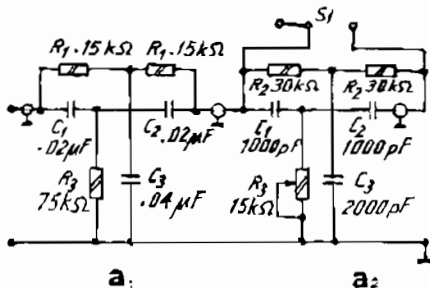 S1
R1.15kΩ R1.15kΩ
R2 30kΩ R2 30kΩ
C1
.02μF
C2
.02μF
C1
1000pF
C2
1000pF
R3
75kΩ
C3
.04μF
R3
15kΩ
C3
2000pF
a1 a2